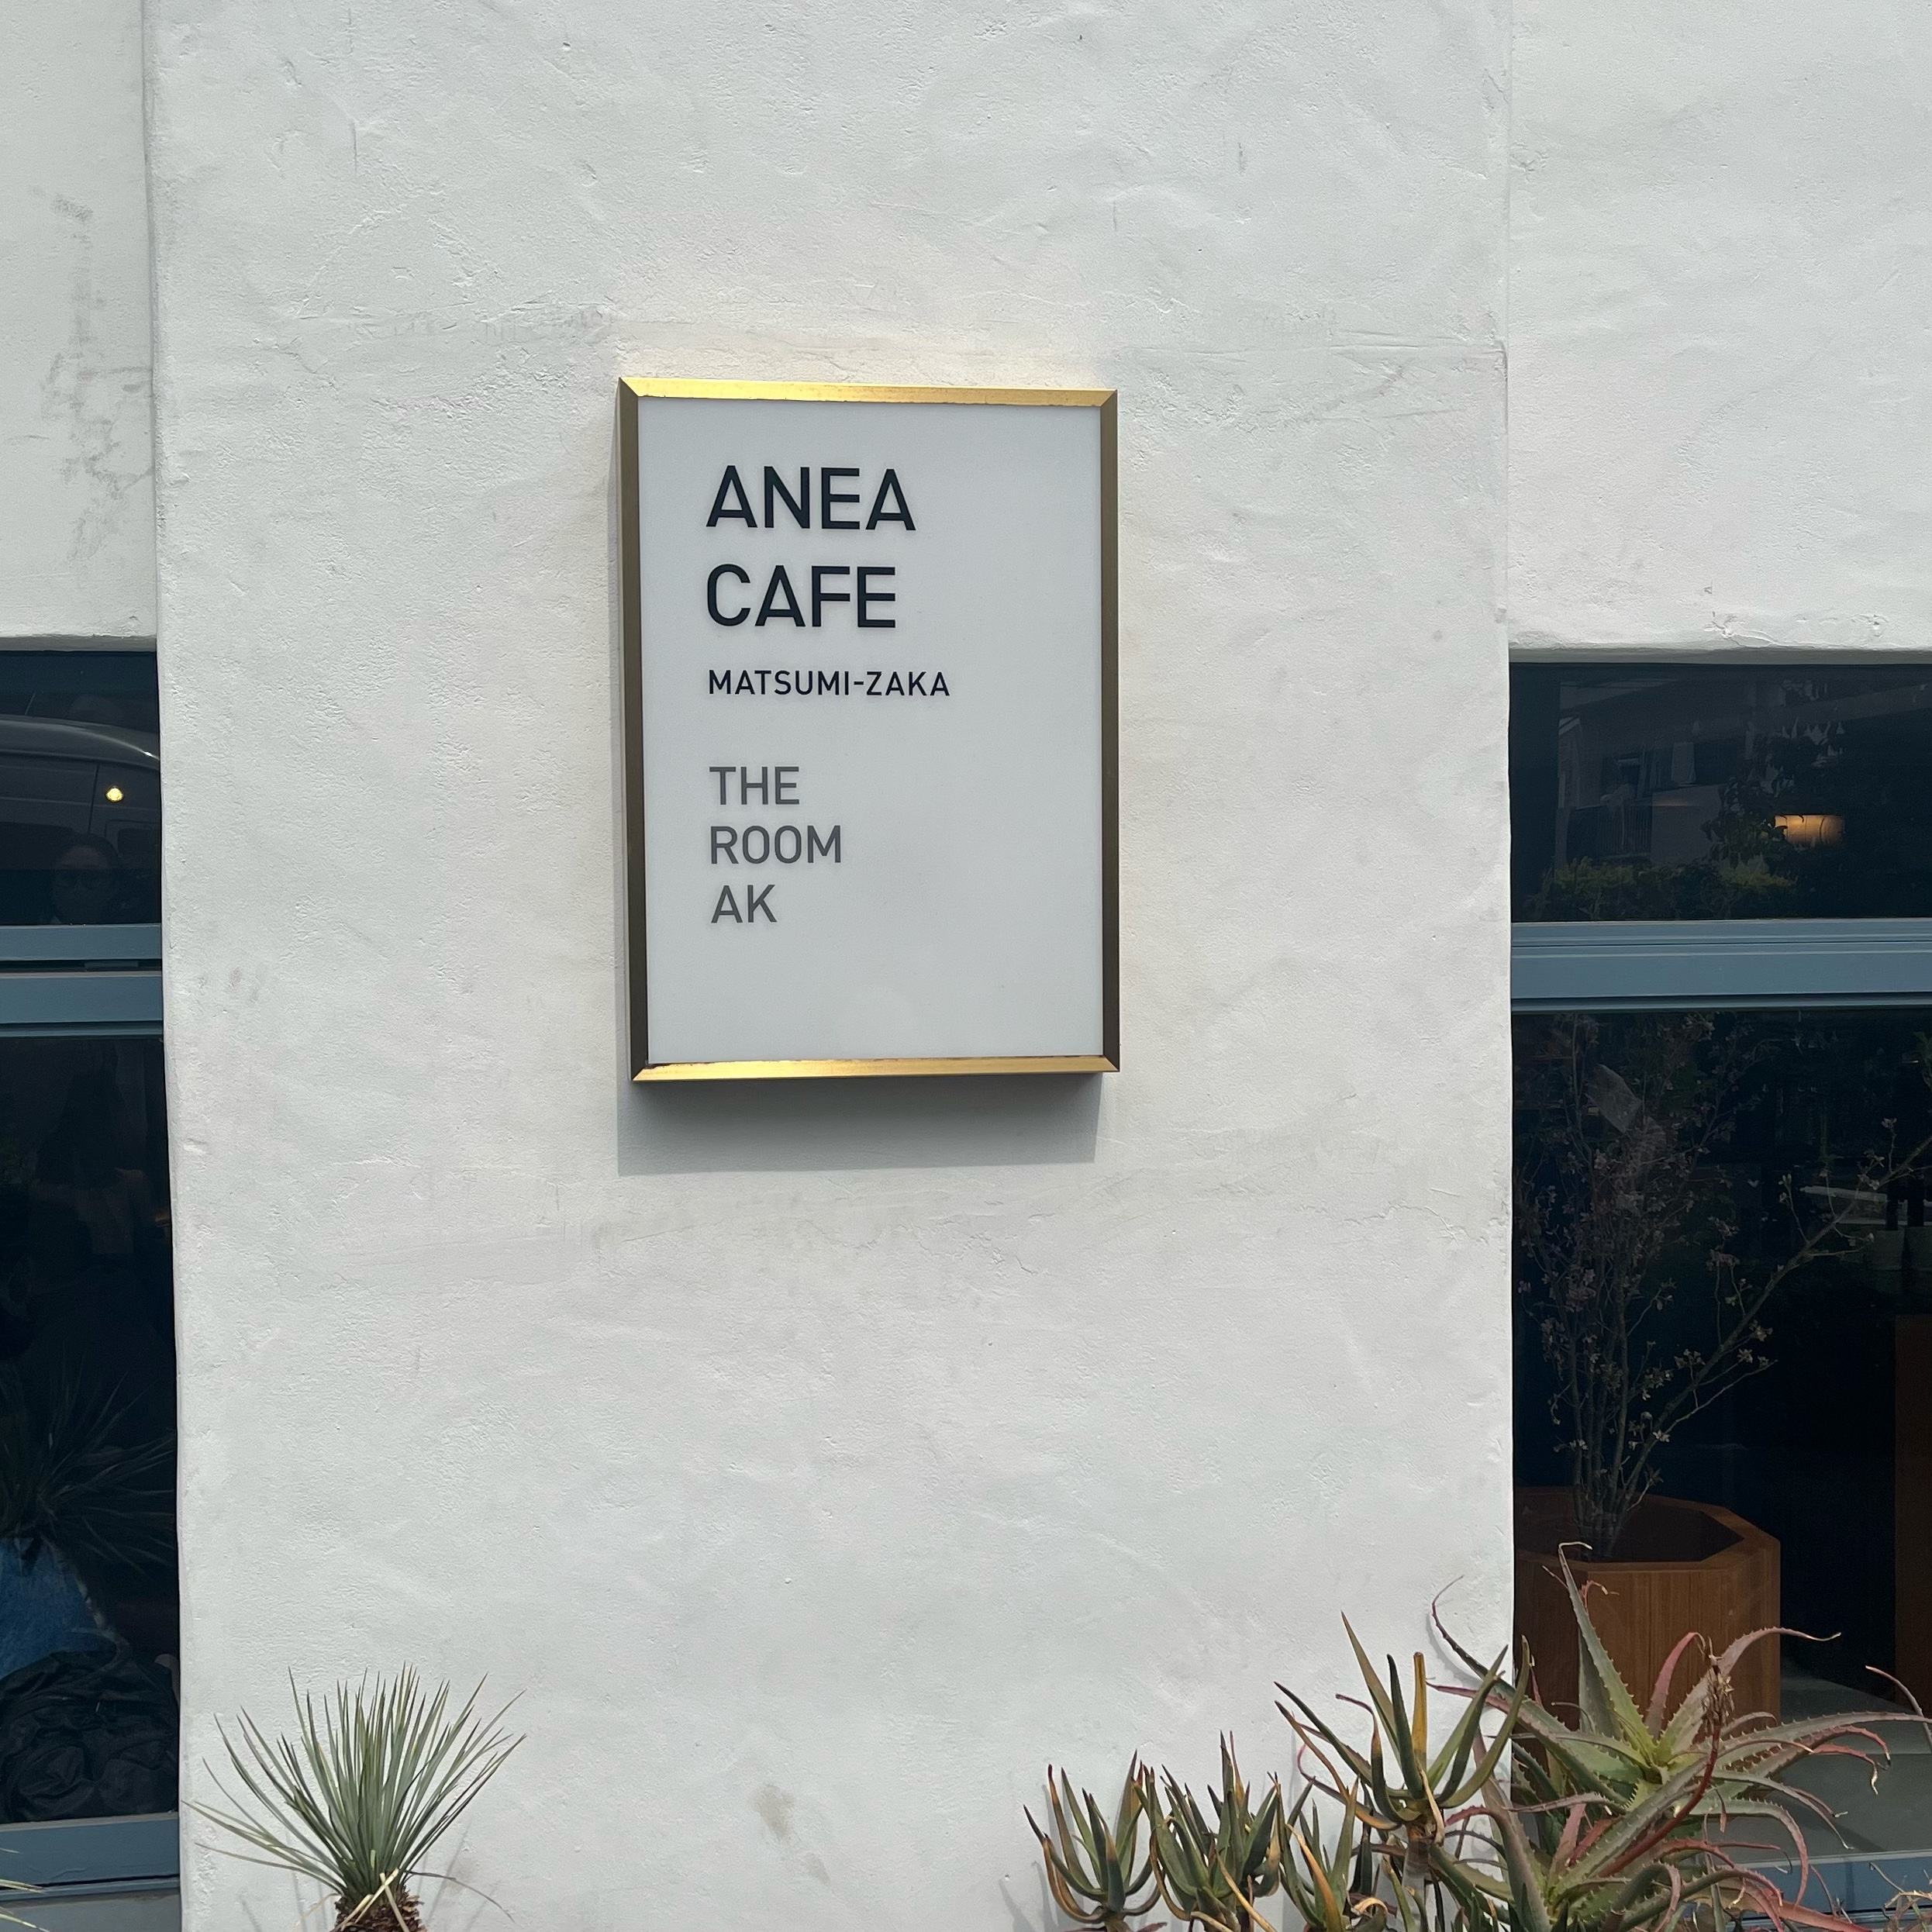 ANEA
CAFE
MATSUMI-ZAKA
THE
ROOM
AK